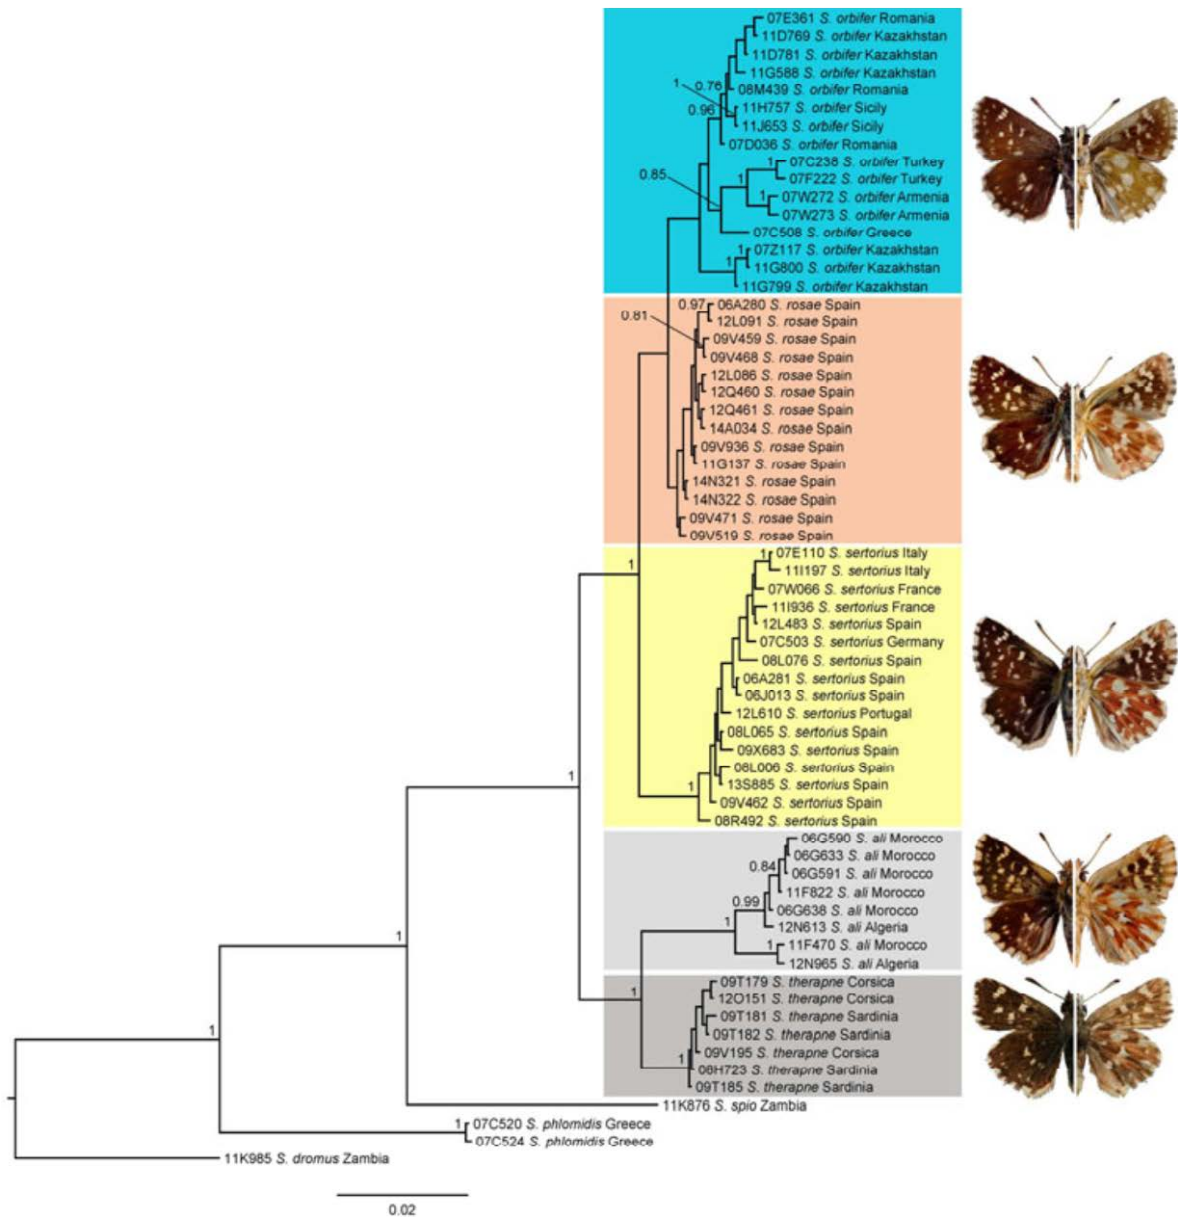 07E361 S. orbifer Romania
11D769 S. orbifer Kazakhstan
11D781 S. orbifer Kazakhstan
11G588 S. orbifer Kazakhstan
0.76
1
08M439 S. orbifer Romania
0.96
11H757 S. orbifer Sicily
11J653 S. orbifer Sicily
07D036 S. orbifer Romania
1
07C238 S. orbifer Turkey
0.85
1
07F222 S. orbifer Turkey
07W272 S. orbifer Armenia
1
07W273 S. orbifer Armenia
07C508 S. orbifer Greece
07Z117 S. orbifer Kazakhstan
1
11G800 S. orbifer Kazakhstan
11G799 S. orbifer Kazakhstan
0.97
06A280 S. rosae Spain
0.81
12L091 S. rosae Spain
09V459 S. rosae Spain
09V468 S. rosae Spain
12L086 S. rosae Spain
12Q460 S. rosae Spain
12Q461 S. rosae Spain
14A034 S. rosae Spain
09V936 S. rosae Spain
11G137 S. rosae Spain
14N321 S. rosae Spain
14N322 S. rosae Spain
09V471 S. rosae Spain
09V519 S. rosae Spain
1
07E110 S. sertorius Italy
1
11I197 S. sertorius Italy
07W066 S. sertorius France
11I936 S. sertorius France
12L483 S. sertorius Spain
07C503 S. sertorius Germany
08L076 S. sertorius Spain
06A281 S. sertorius Spain
06J013 S. sertorius Spain
12L610 S. sertorius Portugal
08L065 S. sertorius Spain
09X683 S. sertorius Spain
08L006 S. sertorius Spain
1
1
13S885 S. sertorius Spain
09V462 S. sertorius Spain
08R492 S. sertorius Spain
06G590 S. ali Morocco
06G633 S. ali Morocco
0.84
06G591 S. ali Morocco
11F822 S. ali Morocco
0.99
06G638 S. ali Morocco
1
12N613 S. ali Algeria
1
1
11F470 S. ali Morocco
12N965 S. ali Algeria
09T179 S. therapne Corsica
1
12O151 S. therapne Corsica
09T181 S. therapne Sardinia
1
09T182 S. therapne Sardinia
1
09V195 S. therapne Corsica
08H723 S. therapne Sardinia
09T185 S. therapne Sardinia
11K876 S. spio Zambia
1
07C520 S. phlomidis Greece
07C524 S. phlomidis Greece
11K985 S. dromus Zambia
0.02